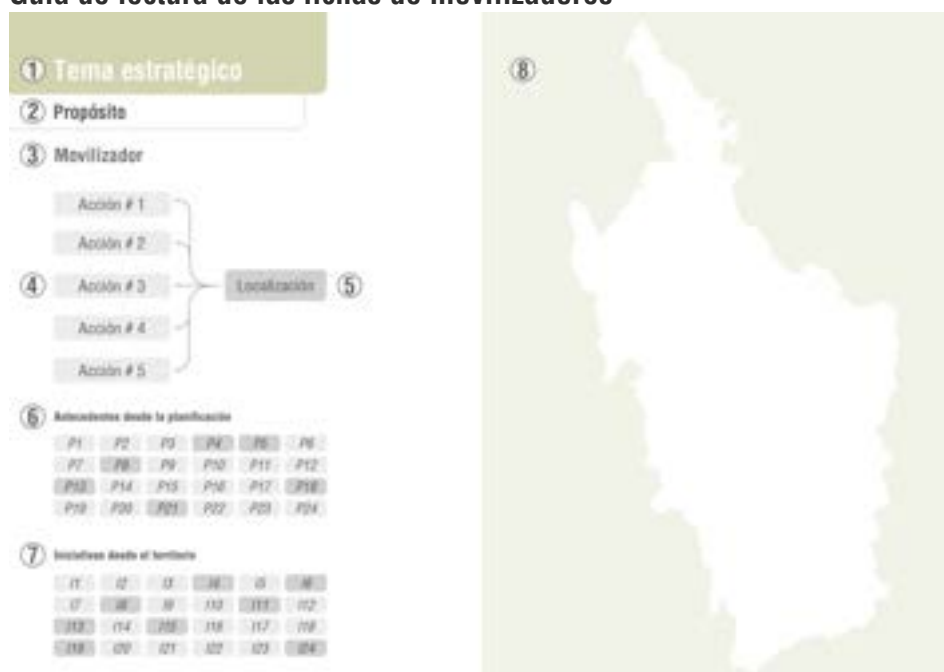 Guía de lectura de las fichas de movilizadores
① Tema estratégico
② Propósito
③ Movilizador
Acción # 1
Acción # 2
④ Acción # 3 Localización ⑤
Acción # 4
Acción # 5
⑥ Antecedentes desde la planificación
P1 P2 P3 P4 P5 P6
P7 P8 P9 P10 P11 P12
P13 P14 P15 P16 P17 P18
P19 P20 P21 P22 P23 P24
⑦ Iniciativas desde el territorio
I1 I2 I3 I4 I5 I6
I7 I8 I9 I10 I11 I12
I13 I14 I15 I16 I17 I18
I19 I20 I21 I22 I23 I24
⑧